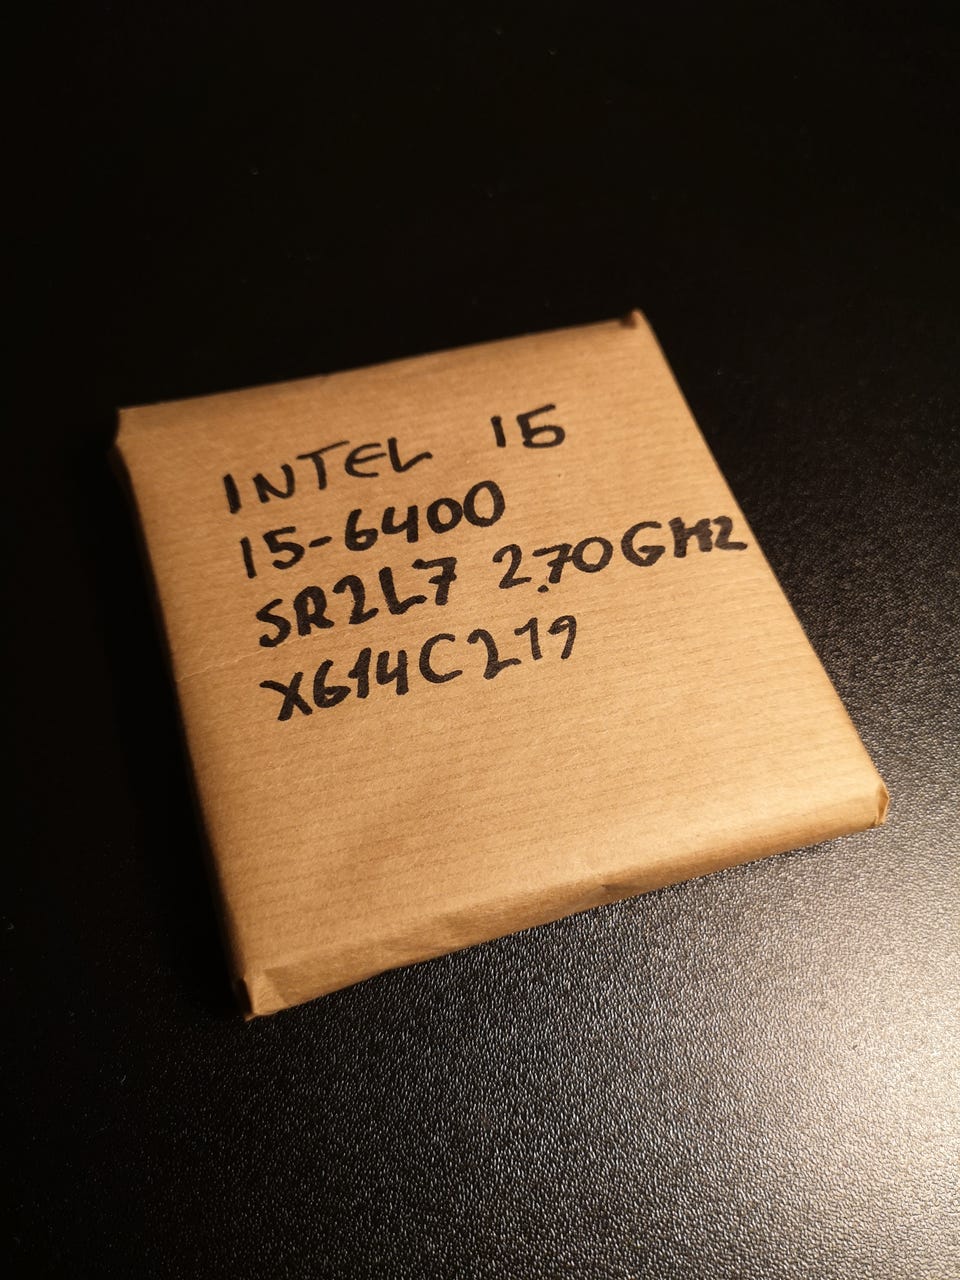 INTEL I5
I5-6400
SR2L7 2.70GHZ
X614C219